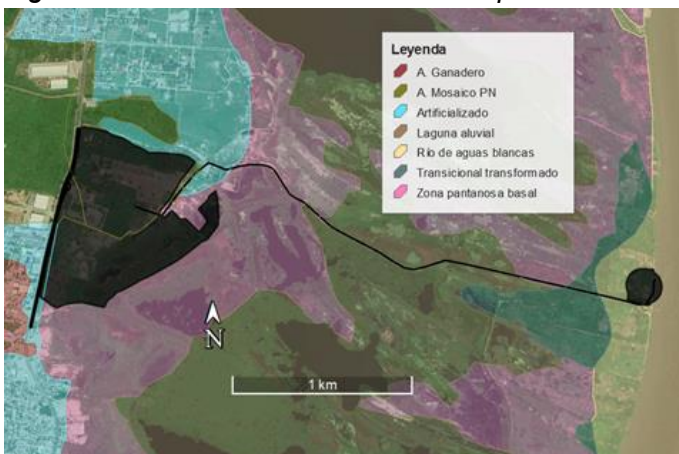 Leyenda
A. Ganadero
A. Mosaico PN
Artificializado
Laguna aluvial
Río de aguas blancas
Transicional transformado
Zona pantanosa basal
N
1 km